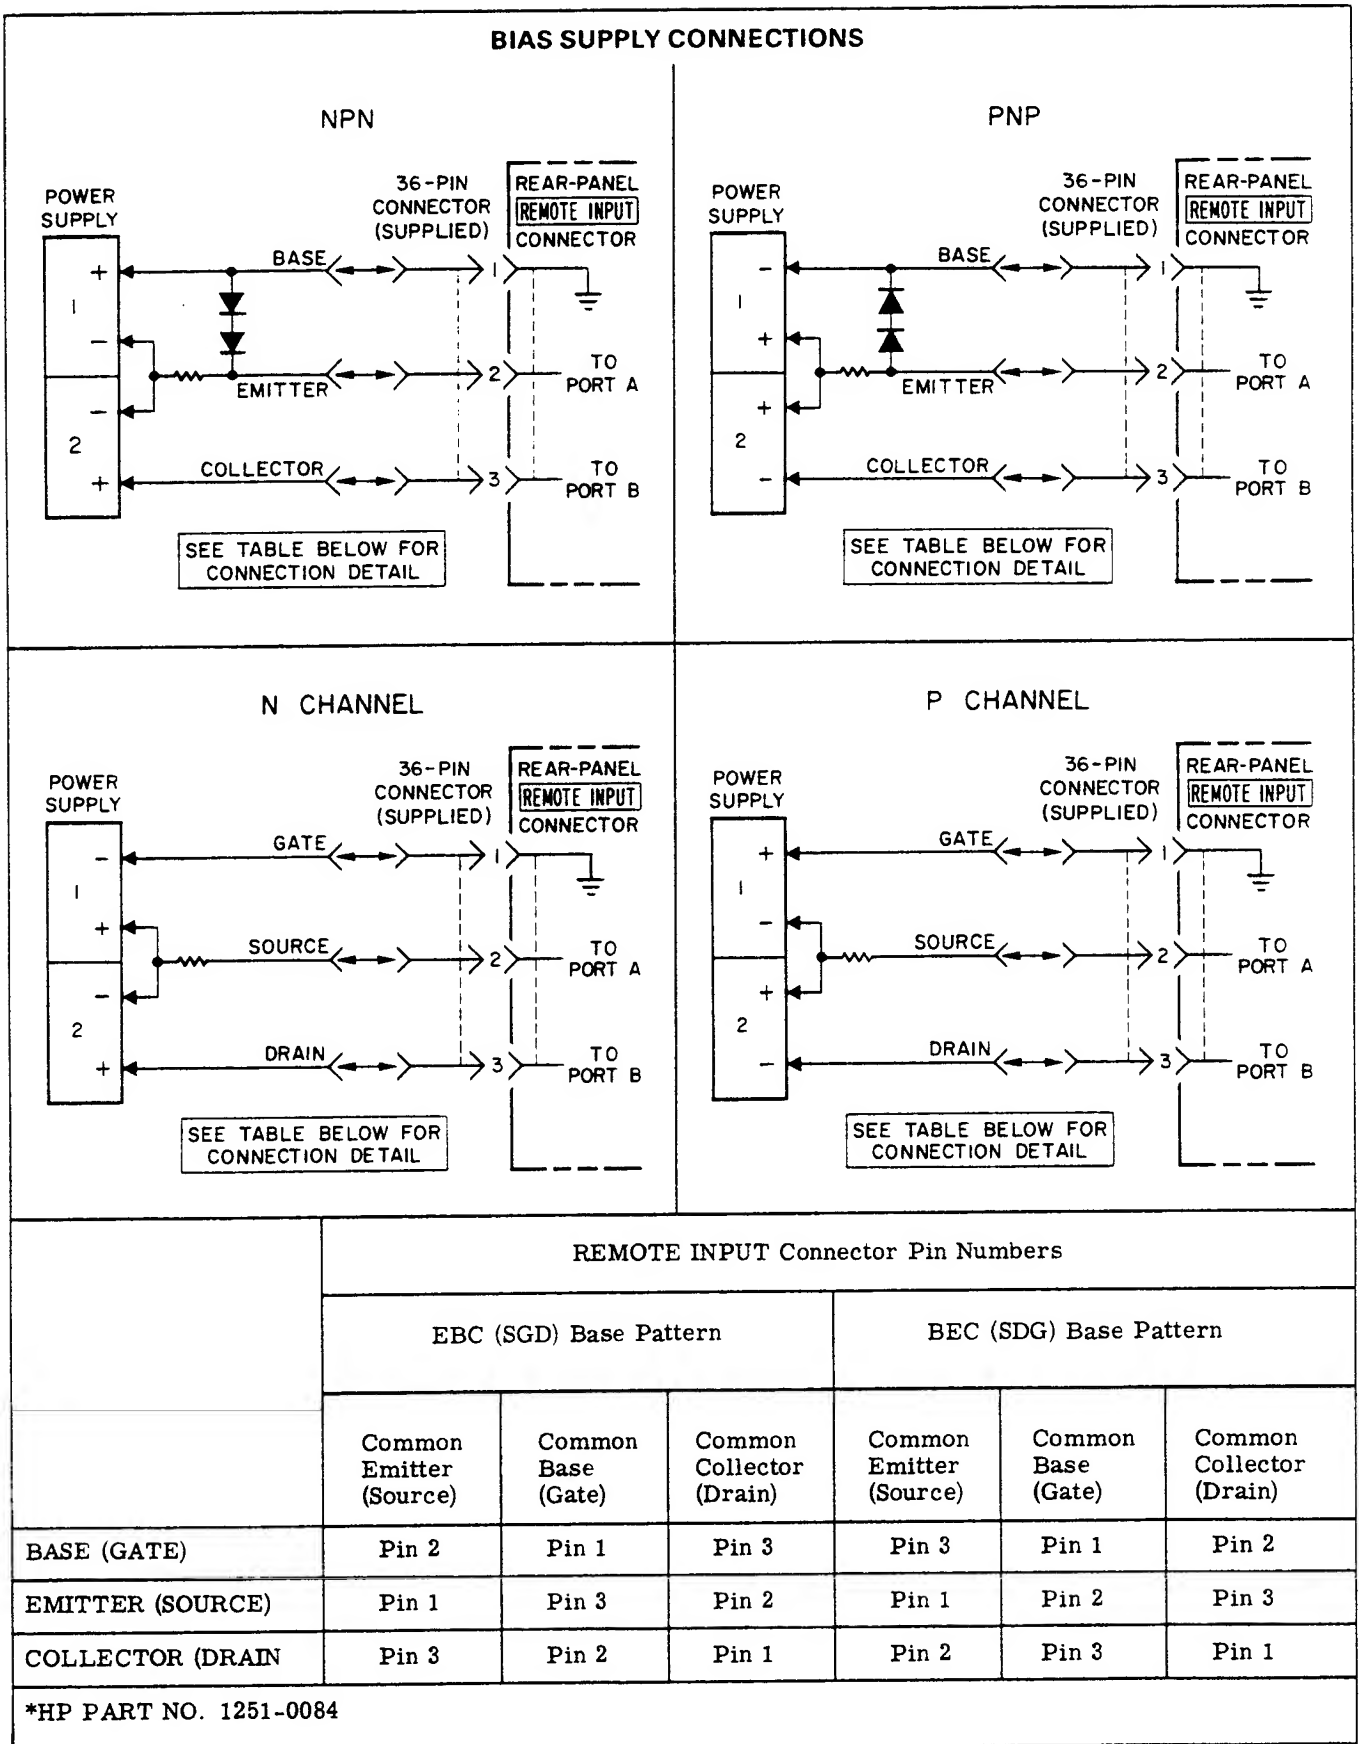 BIAS SUPPLY CONNECTIONS
NPN
POWER
SUPPLY
36-PIN
CONNECTOR
(SUPPLIED)
REAR-PANEL
REMOTE INPUT
CONNECTOR
+
1
-
-
2
+
BASE
EMITTER
COLLECTOR
1
2
3
TO
PORT A
TO
PORT B
SEE TABLE BELOW FOR
CONNECTION DETAIL
PNP
POWER
SUPPLY
36-PIN
CONNECTOR
(SUPPLIED)
REAR-PANEL
REMOTE INPUT
CONNECTOR
-
1
+
+
2
-
BASE
EMITTER
COLLECTOR
1
2
3
TO
PORT A
TO
PORT B
SEE TABLE BELOW FOR
CONNECTION DETAIL
N CHANNEL
POWER
SUPPLY
36-PIN
CONNECTOR
(SUPPLIED)
REAR-PANEL
REMOTE INPUT
CONNECTOR
-
1
+
-
2
+
GATE
SOURCE
DRAIN
1
2
3
TO
PORT A
TO
PORT B
SEE TABLE BELOW FOR
CONNECTION DETAIL
P CHANNEL
POWER
SUPPLY
36-PIN
CONNECTOR
(SUPPLIED)
REAR-PANEL
REMOTE INPUT
CONNECTOR
+
1
-
+
2
-
GATE
SOURCE
DRAIN
1
2
3
TO
PORT A
TO
PORT B
SEE TABLE BELOW FOR
CONNECTION DETAIL
REMOTE INPUT Connector Pin Numbers
EBC (SGD) Base Pattern BEC (SDG) Base Pattern
Common Common Common Common Common Common
Emitter Base Collector Emitter Base Collector
(Source) (Gate) (Drain) (Source) (Gate) (Drain)
BASE (GATE) Pin 2 Pin 1 Pin 3 Pin 3 Pin 1 Pin 2
EMITTER (SOURCE) Pin 1 Pin 3 Pin 2 Pin 1 Pin 2 Pin 3
COLLECTOR (DRAIN Pin 3 Pin 2 Pin 1 Pin 2 Pin 3 Pin 1
*HP PART NO. 1251-0084